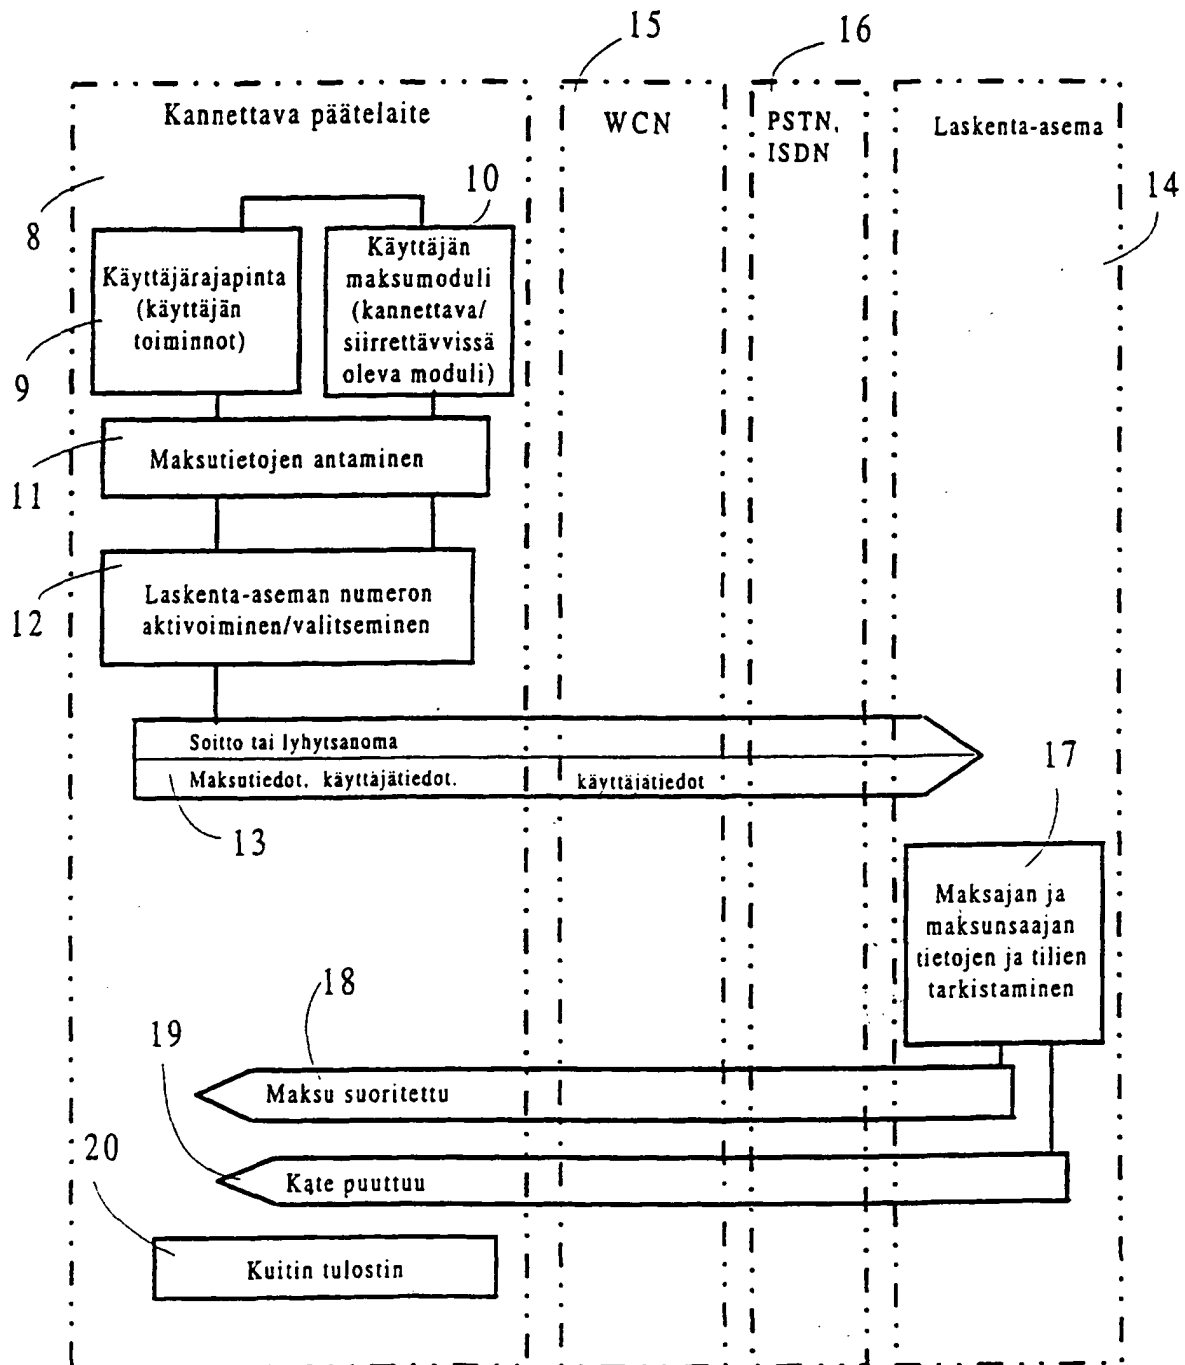 15
16
Kannettava päätelaite
WCN
PSTN,
ISDN
Laskenta-asema
14
8
10
Käyttäjärajapinta
(käyttäjän
toiminnot)
9
Käyttäjän
maksumoduli
(kannettava/
siirrettävvissä
oleva moduli)
11
Maksutietojen antaminen
12
Laskenta-aseman numeron
aktivoiminen/valitseminen
Soitto tai lyhytsanoma
Maksutiedot, käyttäjätiedot. käyttäjätiedot
13
17
Maksajan ja
maksunsaajan
tietojen ja tilien
tarkistaminen
18
Maksu suoritettu
19
Kate puuttuu
20
Kuitin tulostin